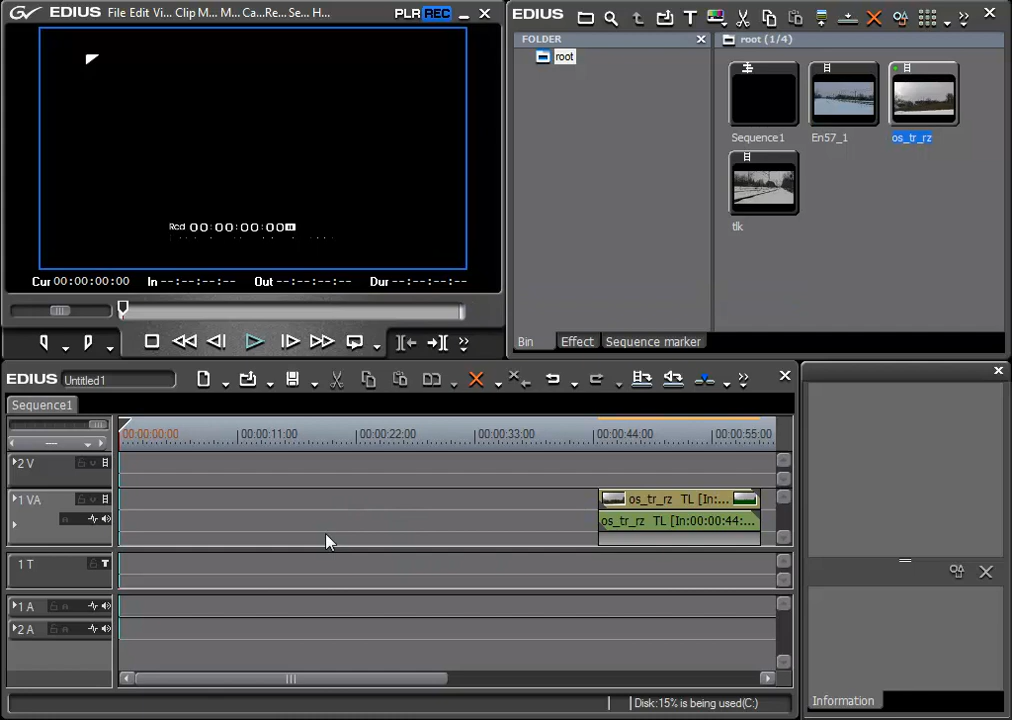 EDIUS File Edit Vi... Clip M... M... Ca...Re... Se... H... PLR REC
Rcd 00:00:00:00
Cur 00:00:00:00 In --:--:--:-- Out --:--:--:-- Dur --:--:--:--
EDIUS
FOLDER
root
root (1/4)
Sequence1 En57_1 os_tr_rz
tlk
Bin Effect Sequence marker
EDIUS Untitled1
Sequence1
00:00:00:00 00:00:11:00 00:00:22:00 00:00:33:00 00:00:44:00 00:00:55:00
2 V
1 VA os_tr_rz TL [In:...
os_tr_rz TL [In:00:00:44:...
1 T T
1 A
2 A
Information
Disk:15% is being used(C:)